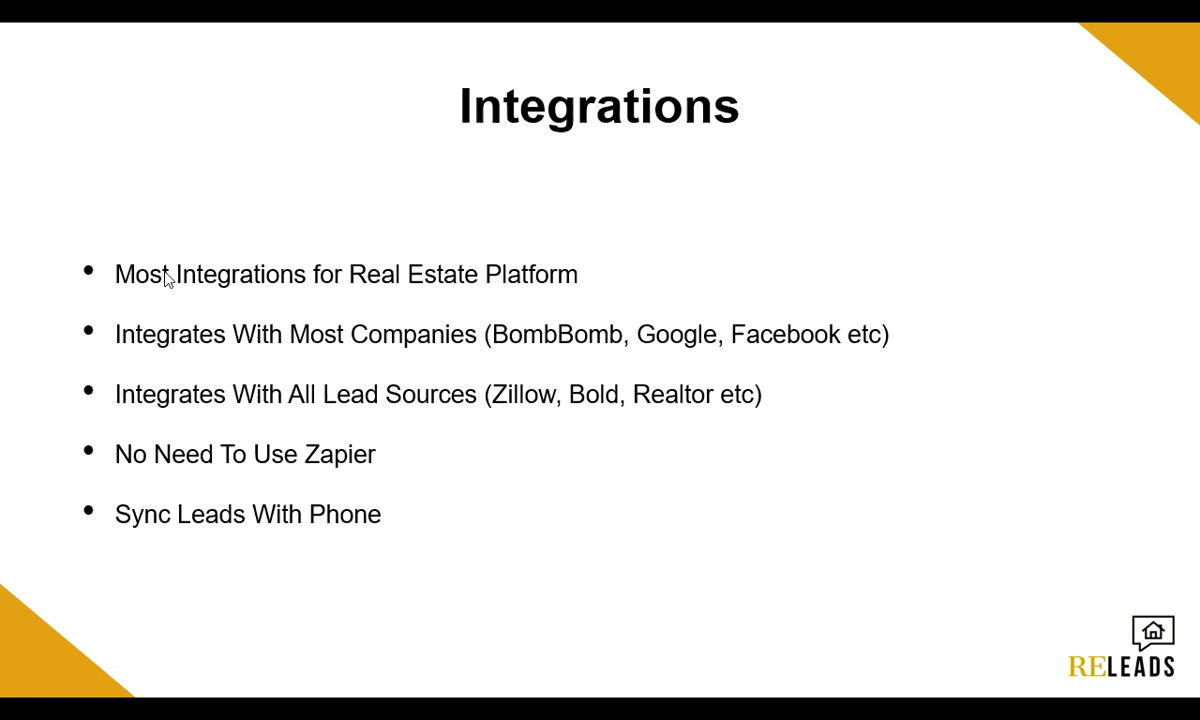 Integrations
• Most Integrations for Real Estate Platform
• Integrates With Most Companies (BombBomb, Google, Facebook etc)
• Integrates With All Lead Sources (Zillow, Bold, Realtor etc)
• No Need To Use Zapier
• Sync Leads With Phone
RELEADS